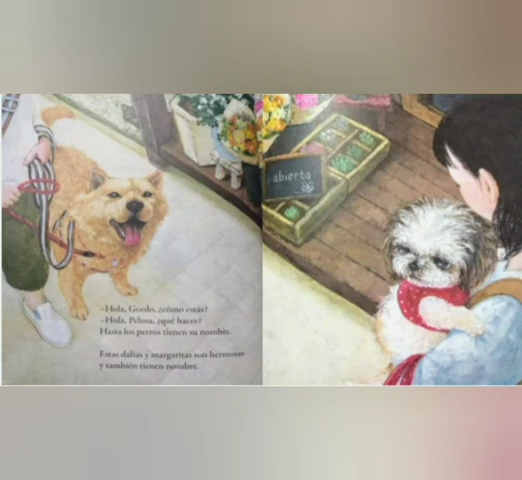 –Hola, Gordo, ¿cómo estás?
–Hola, Pelusa, ¿qué haces?
Hasta los perros tienen su nombre.
Estas dalias y margaritas son hermosas
y también tienen nombre.
abierto